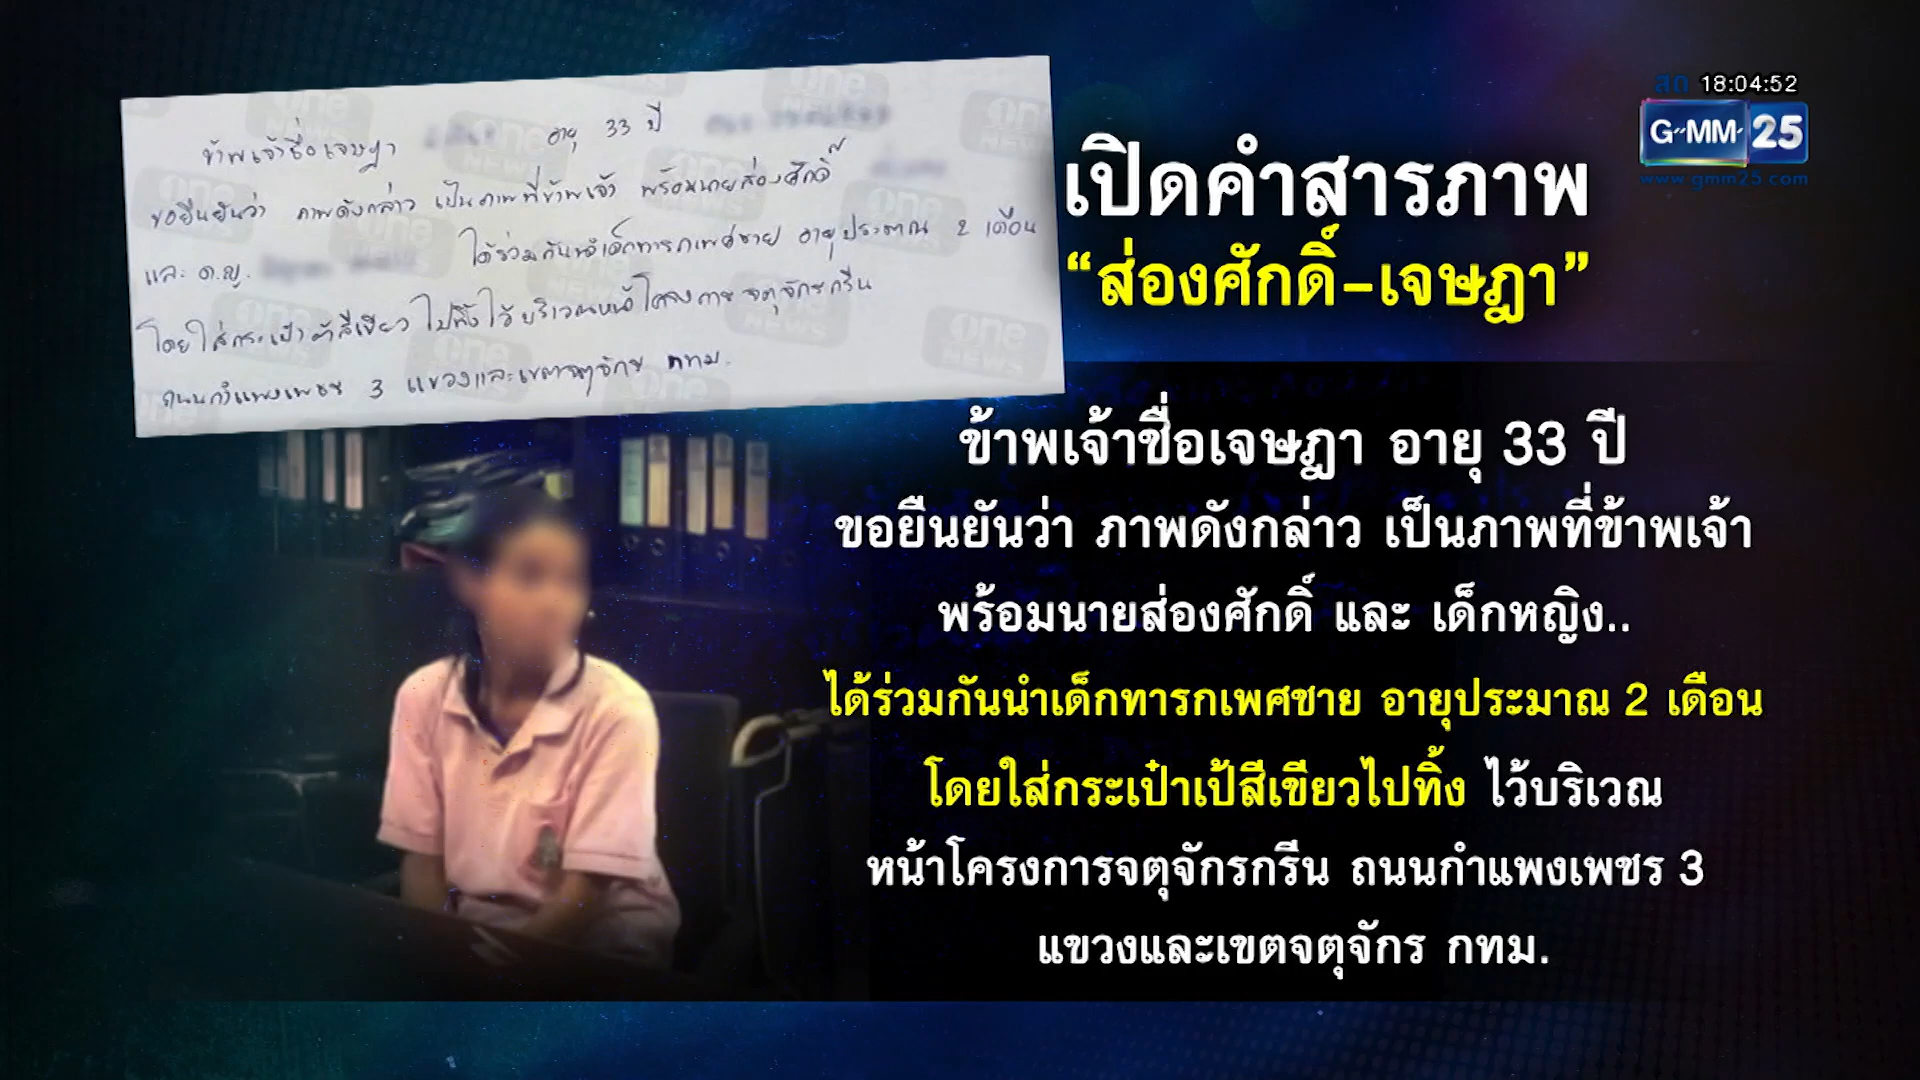 สด 18:04:52
GMM 25
www.gmm25.com
ข้าพเจ้าชื่อเจษฎา อายุ 33 ปี
ขอยืนยันว่า ภาพดังกล่าว เป็นภาพที่ข้าพเจ้า พร้อมนายส่องศักดิ์
และ ด.ญ. ได้ร่วมกันนำเด็กทารกเพศชาย อายุประมาณ 2 เดือน
โดยใส่กระเป๋าเป้สีเขียวไปทิ้งไว้บริเวณหน้าโครงการจตุจักรกรีน
ถนนกำแพงเพชร 3 แขวงและเขตจตุจักร กทม.
one NEWS
เปิดคำสารภาพ
“ส่องศักดิ์-เจษฎา”
ข้าพเจ้าชื่อเจษฎา อายุ 33 ปี
ขอยืนยันว่า ภาพดังกล่าว เป็นภาพที่ข้าพเจ้า
พร้อมนายส่องศักดิ์ และ เด็กหญิง..
ได้ร่วมกันนำเด็กทารกเพศชาย อายุประมาณ 2 เดือน
โดยใส่กระเป๋าเป้สีเขียวไปทิ้ง ไว้บริเวณ
หน้าโครงการจตุจักรกรีน ถนนกำแพงเพชร 3
แขวงและเขตจตุจักร กทม.